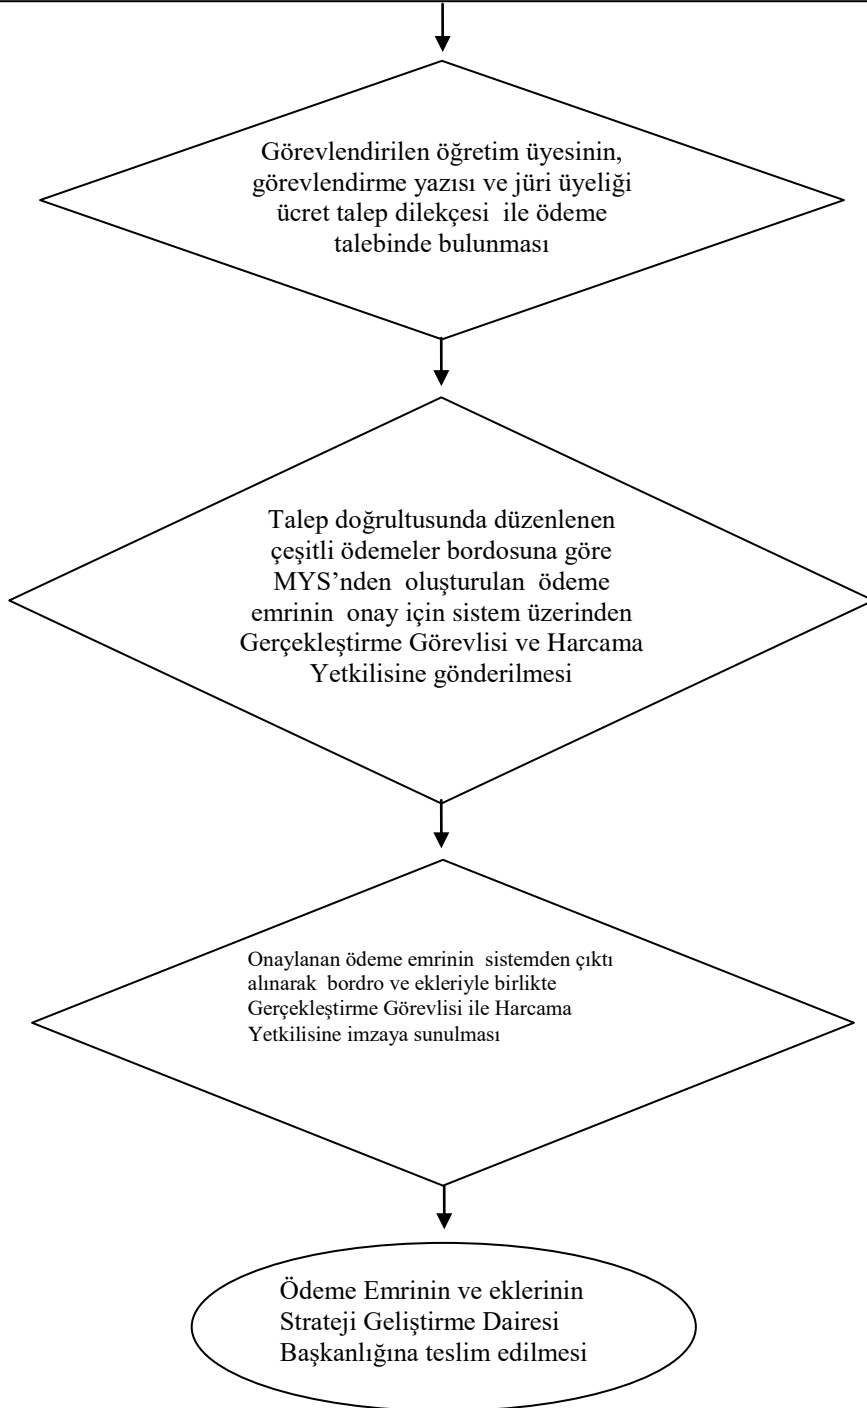 Görevlendirilen öğretim üyesinin,
görevlendirme yazısı ve jüri üyeliği
ücret talep dilekçesi ile ödeme
talebinde bulunması
Talep doğrultusunda düzenlenen
çeşitli ödemeler bordosuna göre
MYS’nden oluşturulan ödeme
emrinin onay için sistem üzerinden
Gerçekleştirme Görevlisi ve Harcama
Yetkilisine gönderilmesi
Onaylanan ödeme emrinin sistemden çıktı
alınarak bordro ve ekleriyle birlikte
Gerçekleştirme Görevlisi ile Harcama
Yetkilisine imzaya sunulması
Ödeme Emrinin ve eklerinin
Strateji Geliştirme Dairesi
Başkanlığına teslim edilmesi